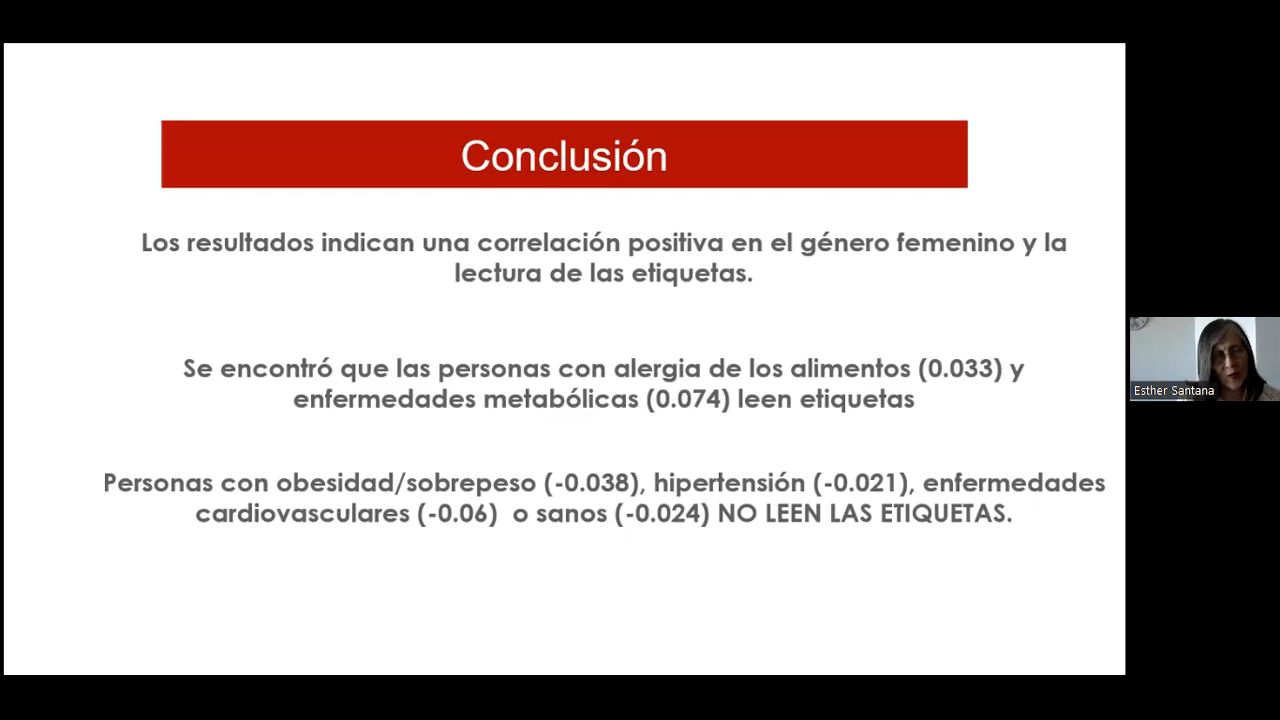 Conclusión
Los resultados indican una correlación positiva en el género femenino y la
lectura de las etiquetas.
Se encontró que las personas con alergia de los alimentos (0.033) y
enfermedades metabólicas (0.074) leen etiquetas
Personas con obesidad/sobrepeso (-0.038), hipertensión (-0.021), enfermedades
cardiovasculares (-0.06) o sanos (-0.024) NO LEEN LAS ETIQUETAS.
Esther Santana